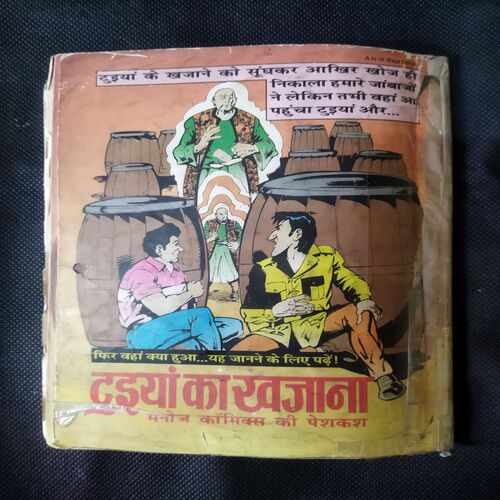 टुइयां के खजाने को सूंघकर आखिर खोज ही
निकाला हमारे जांबाजों
ने लेकिन तभी वहां आ
पहुंचा टुइयां और...
फिर वहां क्या हुआ...यह जानने के लिए पढ़ें!
टुइयां का खजाना
मनोज कॉमिक्स की पेशकश